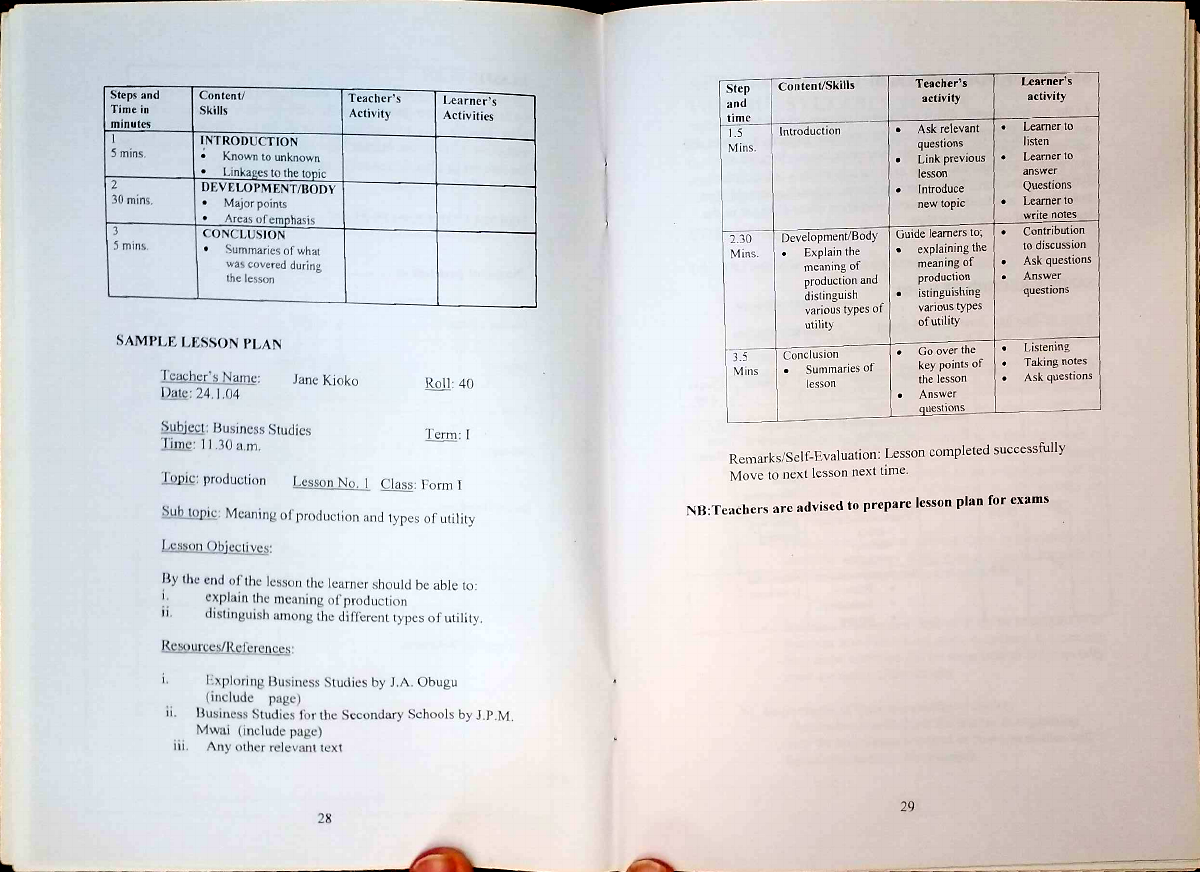 Steps and Time in minutes | Content/ Skills | Teacher's Activity | Learner's Activities
1
5 mins.
INTRODUCTION
• Known to unknown
• Linkages to the topic
2
30 mins.
DEVELOPMENT/BODY
• Major points
• Areas of emphasis
3
5 mins.
CONCLUSION
• Summaries of what
was covered during
the lesson
SAMPLE LESSON PLAN
Teacher's Name: Jane Kioko Roll: 40
Date: 24.1.04
Subject: Business Studies Term: I
Time: 11.30 a.m.
Topic: production Lesson No. 1 Class: Form I
Sub topic: Meaning of production and types of utility
Lesson Objectives:
By the end of the lesson the learner should be able to:
i. explain the meaning of production
ii. distinguish among the different types of utility.
Resources/References:
i. Exploring Business Studies by J.A. Obugu
(include page)
ii. Business Studies for the Secondary Schools by J.P.M.
Mwai (include page)
iii. Any other relevant text
28
Step and time | Content/Skills | Teacher's activity | Learner's activity
1.5
Mins.
Introduction
• Ask relevant
questions
• Link previous
lesson
• Introduce
new topic
• Learner to
listen
• Learner to
answer
Questions
• Learner to
write notes
2.30
Mins.
Development/Body
• Explain the
meaning of
production and
distinguish
various types of
utility
Guide learners to;
• explaining the
meaning of
production
• istinguishing
various types
of utility
• Contribution
to discussion
• Ask questions
• Answer
questions
3.5
Mins
Conclusion
• Summaries of
lesson
• Go over the
key points of
the lesson
• Answer
questions
• Listening
• Taking notes
• Ask questions
Remarks/Self-Evaluation: Lesson completed successfully
Move to next lesson next time.
NB:Teachers are advised to prepare lesson plan for exams
29